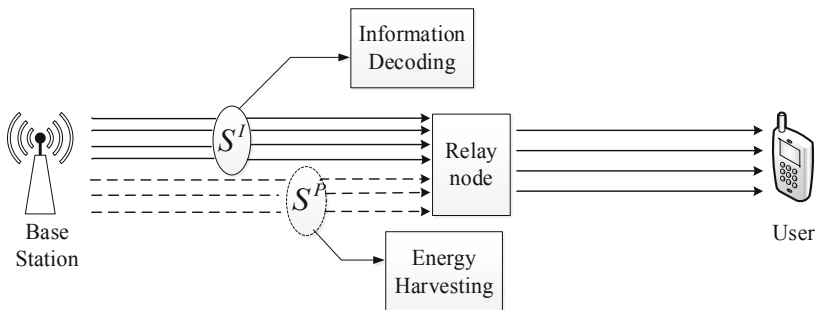 Information
Decoding
S^I
Relay
node
S^P
Base
Station
User
Energy
Harvesting